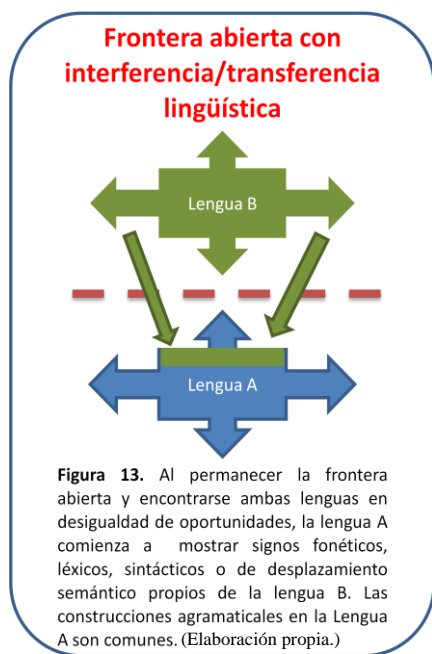 Frontera abierta con
interferencia/transferencia
lingüística
Lengua B
Lengua A
Figura 13. Al permanecer la frontera
abierta y encontrarse ambas lenguas en
desigualdad de oportunidades, la lengua A
comienza a mostrar signos fonéticos,
léxicos, sintácticos o de desplazamiento
semántico propios de la lengua B. Las
construcciones agramaticales en la Lengua
A son comunes. (Elaboración propia.)